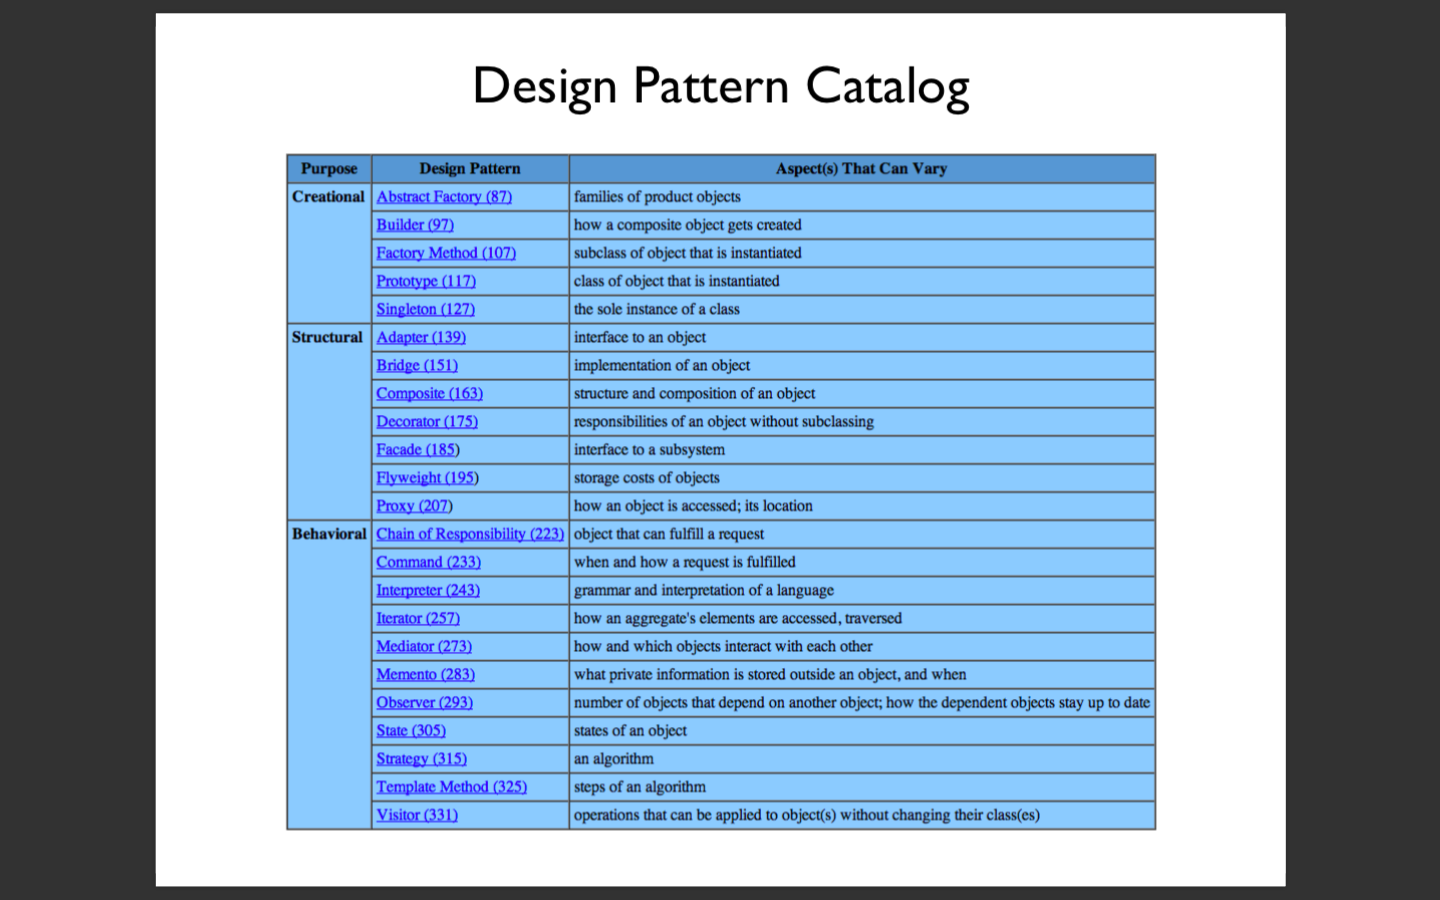 Design Pattern Catalog
Purpose Design Pattern Aspect(s) That Can Vary
Creational Abstract Factory (87) families of product objects
Builder (97) how a composite object gets created
Factory Method (107) subclass of object that is instantiated
Prototype (117) class of object that is instantiated
Singleton (127) the sole instance of a class
Structural Adapter (139) interface to an object
Bridge (151) implementation of an object
Composite (163) structure and composition of an object
Decorator (175) responsibilities of an object without subclassing
Facade (185) interface to a subsystem
Flyweight (195) storage costs of objects
Proxy (207) how an object is accessed; its location
Behavioral Chain of Responsibility (223) object that can fulfill a request
Command (233) when and how a request is fulfilled
Interpreter (243) grammar and interpretation of a language
Iterator (257) how an aggregate's elements are accessed, traversed
Mediator (273) how and which objects interact with each other
Memento (283) what private information is stored outside an object, and when
Observer (293) number of objects that depend on another object; how the dependent objects stay up to date
State (305) states of an object
Strategy (315) an algorithm
Template Method (325) steps of an algorithm
Visitor (331) operations that can be applied to object(s) without changing their class(es)